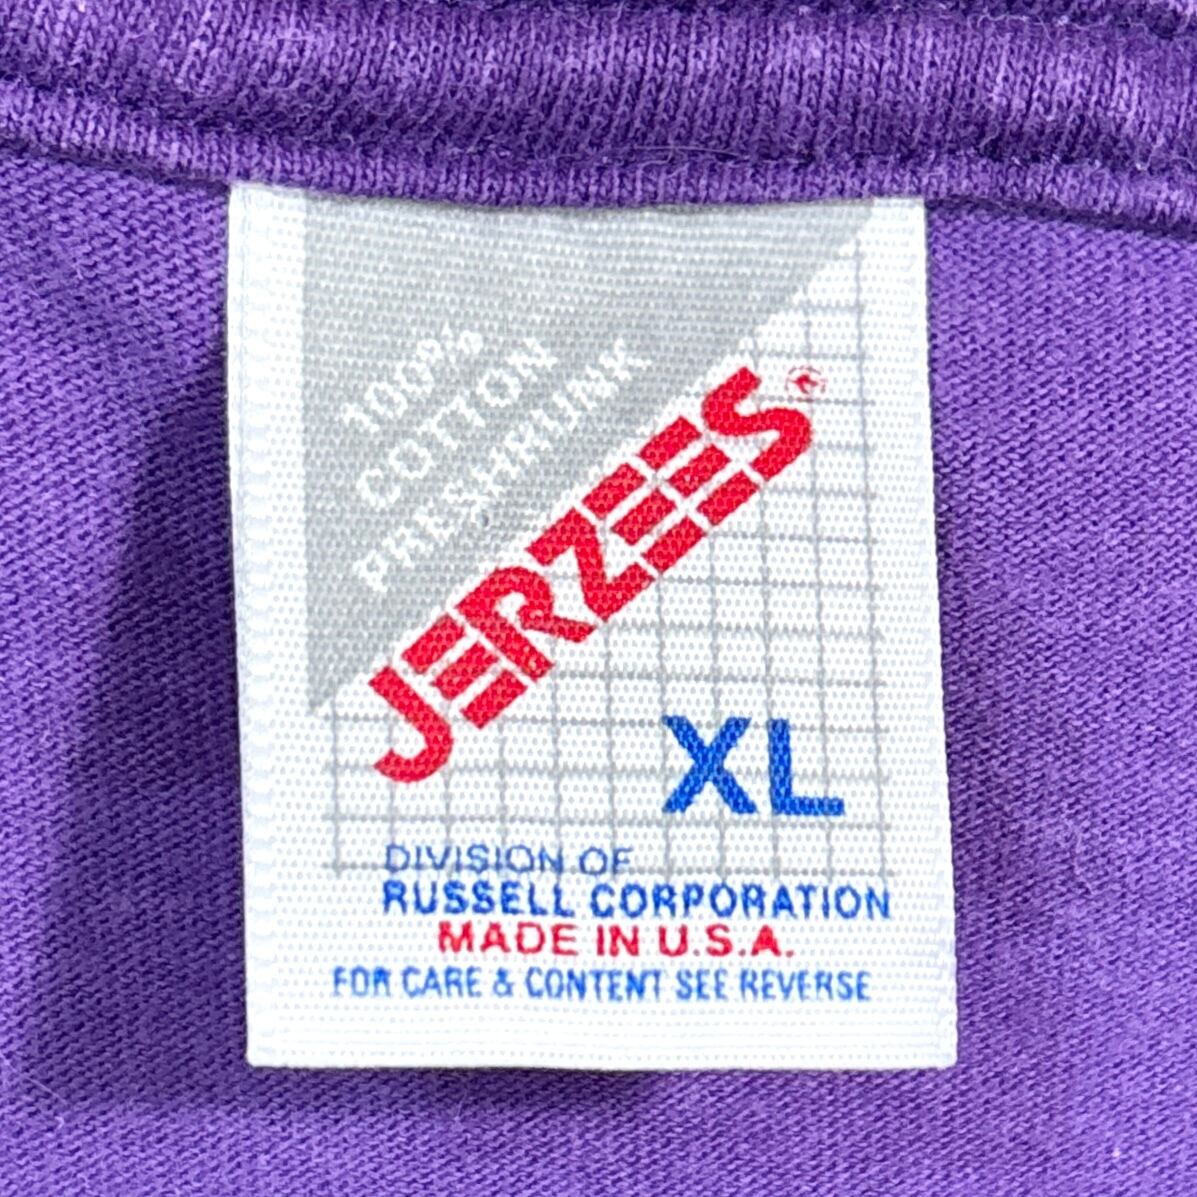 100%
COTTON
PRESHRUNK
JERZEES®
XL
DIVISION OF
RUSSELL CORPORATION
MADE IN U.S.A.
FOR CARE & CONTENT SEE REVERSE